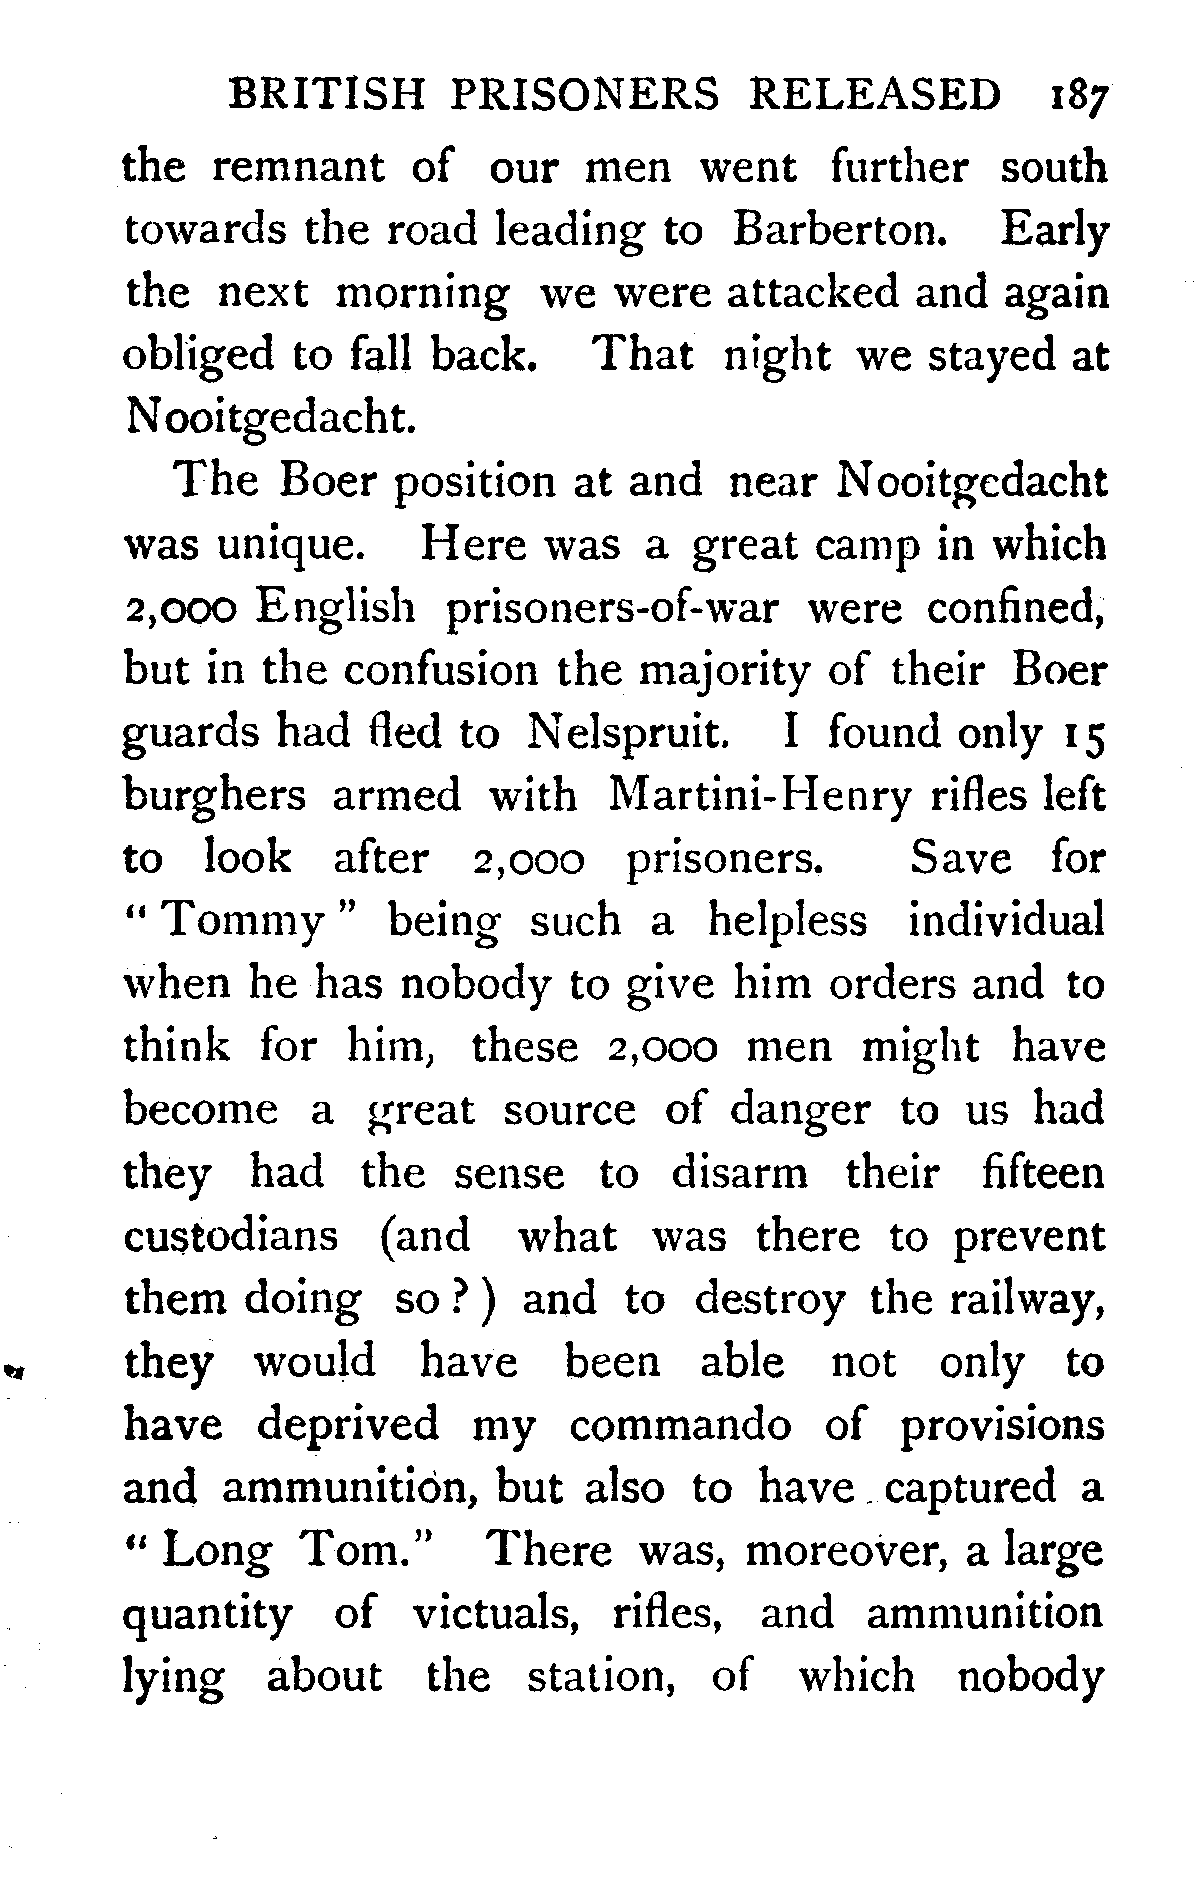 BRITISH PRISONERS RELEASED 187
the remnant of our men went further south
towards the road leading to Barberton. Early
the next morning we were attacked and again
obliged to fall back. That night we stayed at
Nooitgedacht.
The Boer position at and near Nooitgedacht
was unique. Here was a great camp in which
2,000 English prisoners-of-war were confined,
but in the confusion the majority of their Boer
guards had fled to Nelspruit. I found only 15
burghers armed with Martini-Henry rifles left
to look after 2,000 prisoners. Save for
“ Tommy ” being such a helpless individual
when he has nobody to give him orders and to
think for him, these 2,000 men might have
become a great source of danger to us had
they had the sense to disarm their fifteen
custodians (and what was there to prevent
them doing so ? ) and to destroy the railway,
they would have been able not only to
have deprived my commando of provisions
and ammunition, but also to have captured a
“ Long Tom.” There was, moreover, a large
quantity of victuals, rifles, and ammunition
lying about the station, of which nobody